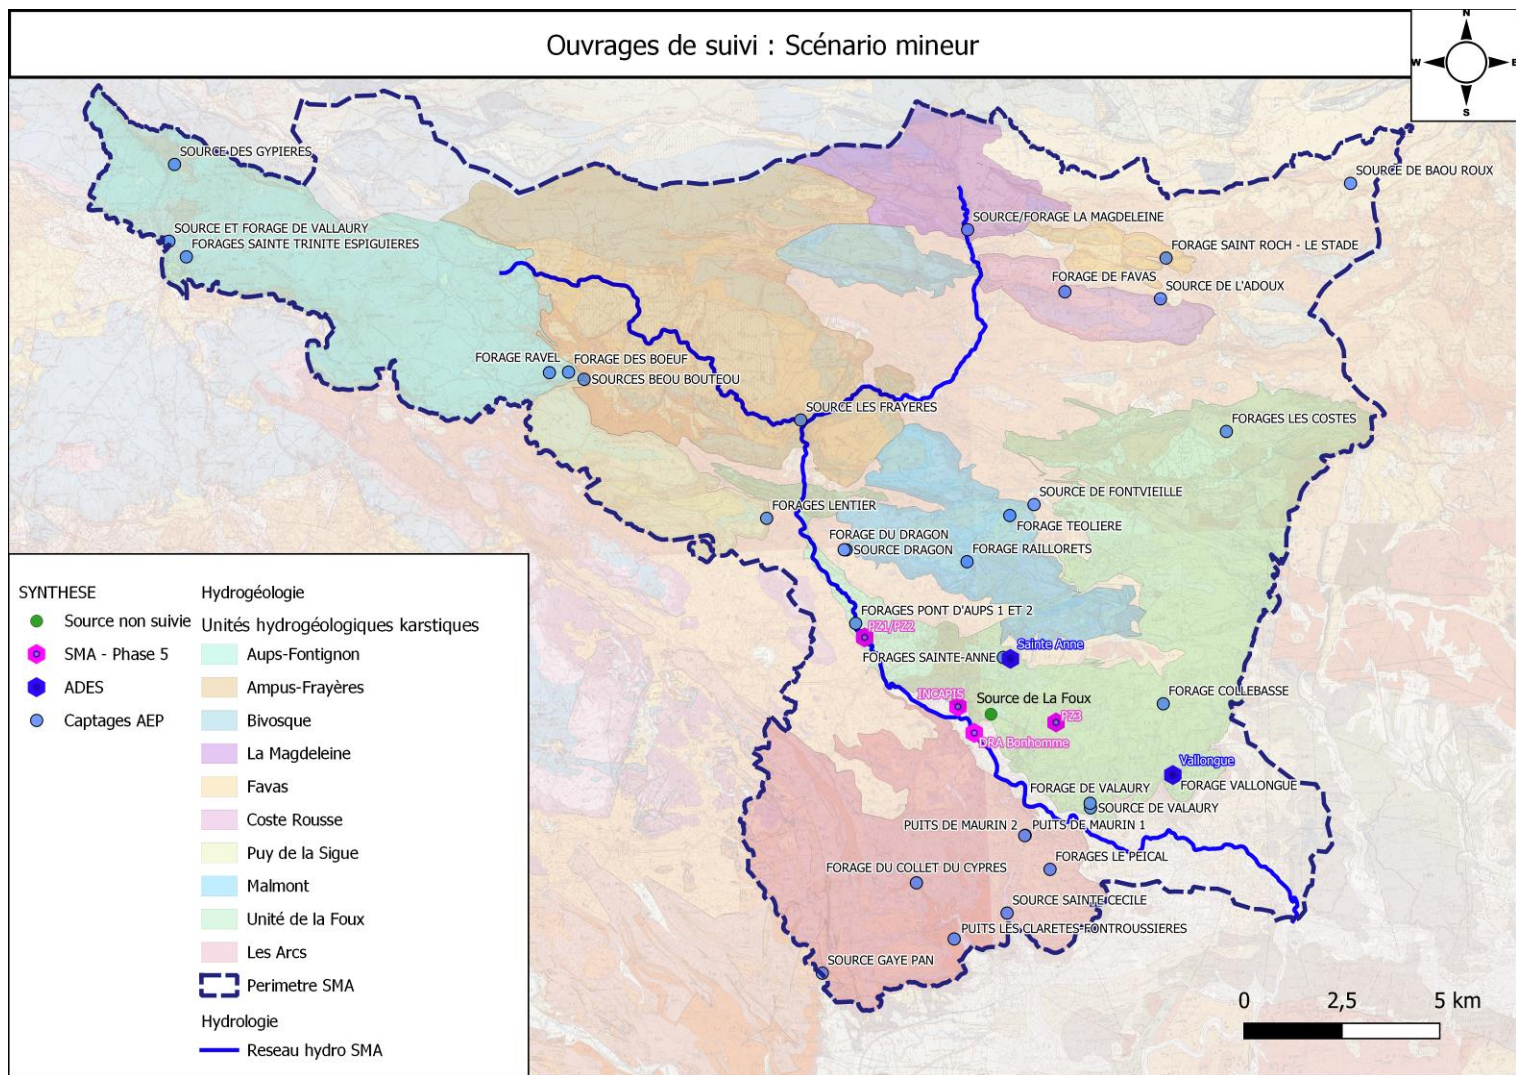 Ouvrages de suivi : Scénario mineur
N
W
E
S
SOURCE DES GYPIERES
SOURCE DE BAOU ROUX
SOURCE ET FORAGE DE VALLAURY
FORAGES SAINTE TRINITE ESPIGUIERES
SOURCE/FORAGE LA MAGDELEINE
FORAGE SAINT ROCH - LE STADE
FORAGE DE FAVAS
SOURCE DE L'ADOUX
FORAGE RAVEL
FORAGE DES BOEUF
SOURCES BEOU BOUTEOU
SOURCE LES FRAYERES
FORAGES LES COSTES
SOURCE DE FONTVIEILLE
FORAGES LENTIER
FORAGE TEOLIERE
FORAGE DU DRAGON
SOURCE DRAGON
FORAGE RAILLORETS
FORAGES PONT D'AUPS 1 ET 2
PZ1/PZ2
Sainte Anne
FORAGES SAINTE-ANNE
INCAPIS
Source de La Foux
PZ3
FORAGE COLLEBASSE
DRA Bonhomme
Vallongue
FORAGE VALLONGUE
FORAGE DE VALAURY
SOURCE DE VALAURY
PUITS DE MAURIN 2
PUITS DE MAURIN 1
FORAGES LE PEICAL
FORAGE DU COLLET DU CYPRES
SOURCE SAINTE CECILE
PUITS LES CLARETES FONTROUSSIERES
SOURCE GAYE PAN
SYNTHESE
Source non suivie
SMA - Phase 5
ADES
Captages AEP
Hydrogéologie
Unités hydrogéologiques karstiques
Aups-Fontignon
Ampus-Frayères
Bivosque
La Magdeleine
Favas
Coste Rousse
Puy de la Sigue
Malmont
Unité de la Foux
Les Arcs
Perimetre SMA
Hydrologie
Reseau hydro SMA
0 2,5 5 km